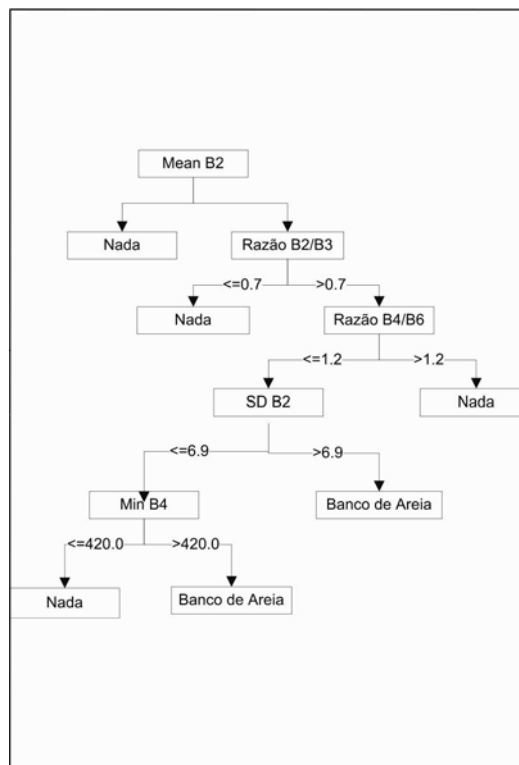 Mean B2
Nada
Razão B2/B3
<=0.7
>0.7
Nada
Razão B4/B6
<=1.2
>1.2
SD B2
Nada
<=6.9
>6.9
Min B4
Banco de Areia
<=420.0
>420.0
Nada
Banco de Areia